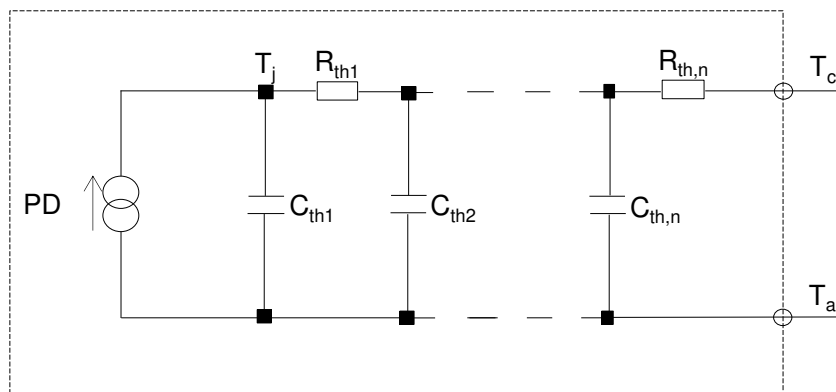 T_j
R_th1
R_th,n
T_c
PD
C_th1
C_th2
C_th,n
T_a